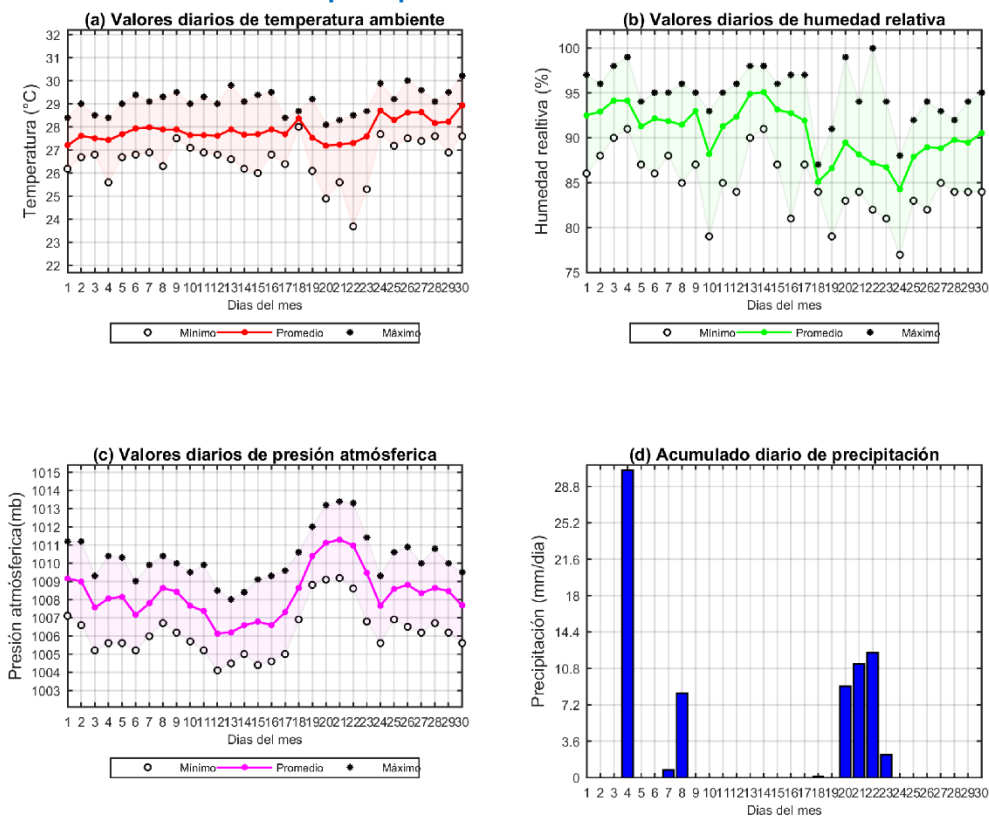 (a) Valores diarios de temperatura ambiente
32
31
30
29
28
27
26
25
24
23
22
Temperatura (°C)
1 2 3 4 5 6 7 8 9 10 11 12 13 14 15 16 17 18 19 20 21 22 23 24 25 26 27 28 29 30
Dias del mes
Minimo Promedio Máximo
(b) Valores diarios de humedad relativa
100
95
90
85
80
75
Humedad realtiva (%)
1 2 3 4 5 6 7 8 9 10 11 12 13 14 15 16 17 18 19 20 21 22 23 24 25 26 27 28 29 30
Dias del mes
Minimo Promedio Máximo
(c) Valores diarios de presión atmósferica
1015
1014
1013
1012
1011
1010
1009
1008
1007
1006
1005
1004
1003
Presión atmósferica(mb)
1 2 3 4 5 6 7 8 9 10 11 12 13 14 15 16 17 18 19 20 21 22 23 24 25 26 27 28 29 30
Dias del mes
Minimo Promedio Máximo
(d) Acumulado diario de precipitación
28.8
25.2
21.6
18
14.4
10.8
7.2
3.6
0
Precipitación (mm/dia)
1 2 3 4 5 6 7 8 9 10 11 12 13 14 15 16 17 18 19 20 21 22 23 24 25 26 27 28 29 30
Dias del mes